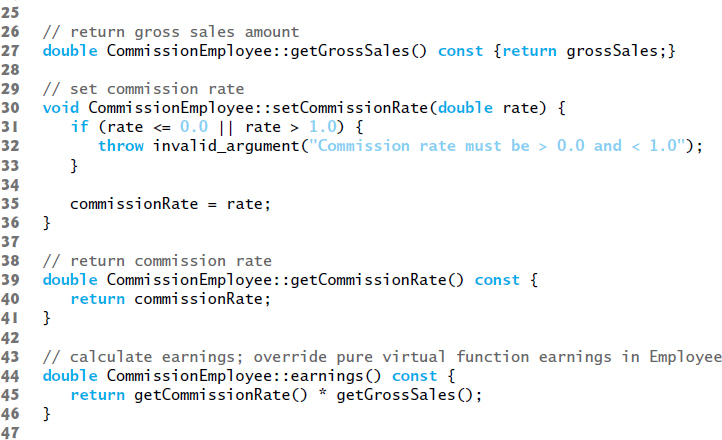 25
26 // return gross sales amount
27 double CommissionEmployee::getGrossSales() const {return grossSales;}
28
29 // set commission rate
30 void CommissionEmployee::setCommissionRate(double rate) {
31    if (rate <= 0.0 || rate > 1.0) {
32       throw invalid_argument("Commission rate must be > 0.0 and < 1.0");
33    }
34
35    commissionRate = rate;
36 }
37
38 // return commission rate
39 double CommissionEmployee::getCommissionRate() const {
40    return commissionRate;
41 }
42
43 // calculate earnings; override pure virtual function earnings in Employee
44 double CommissionEmployee::earnings() const {
45    return getCommissionRate() * getGrossSales();
46 }
47